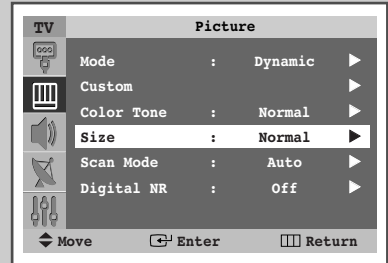 TV Picture
Mode : Dynamic
Custom
Color Tone : Normal
Size : Normal
Scan Mode : Auto
Digital NR : Off
Move Enter Return